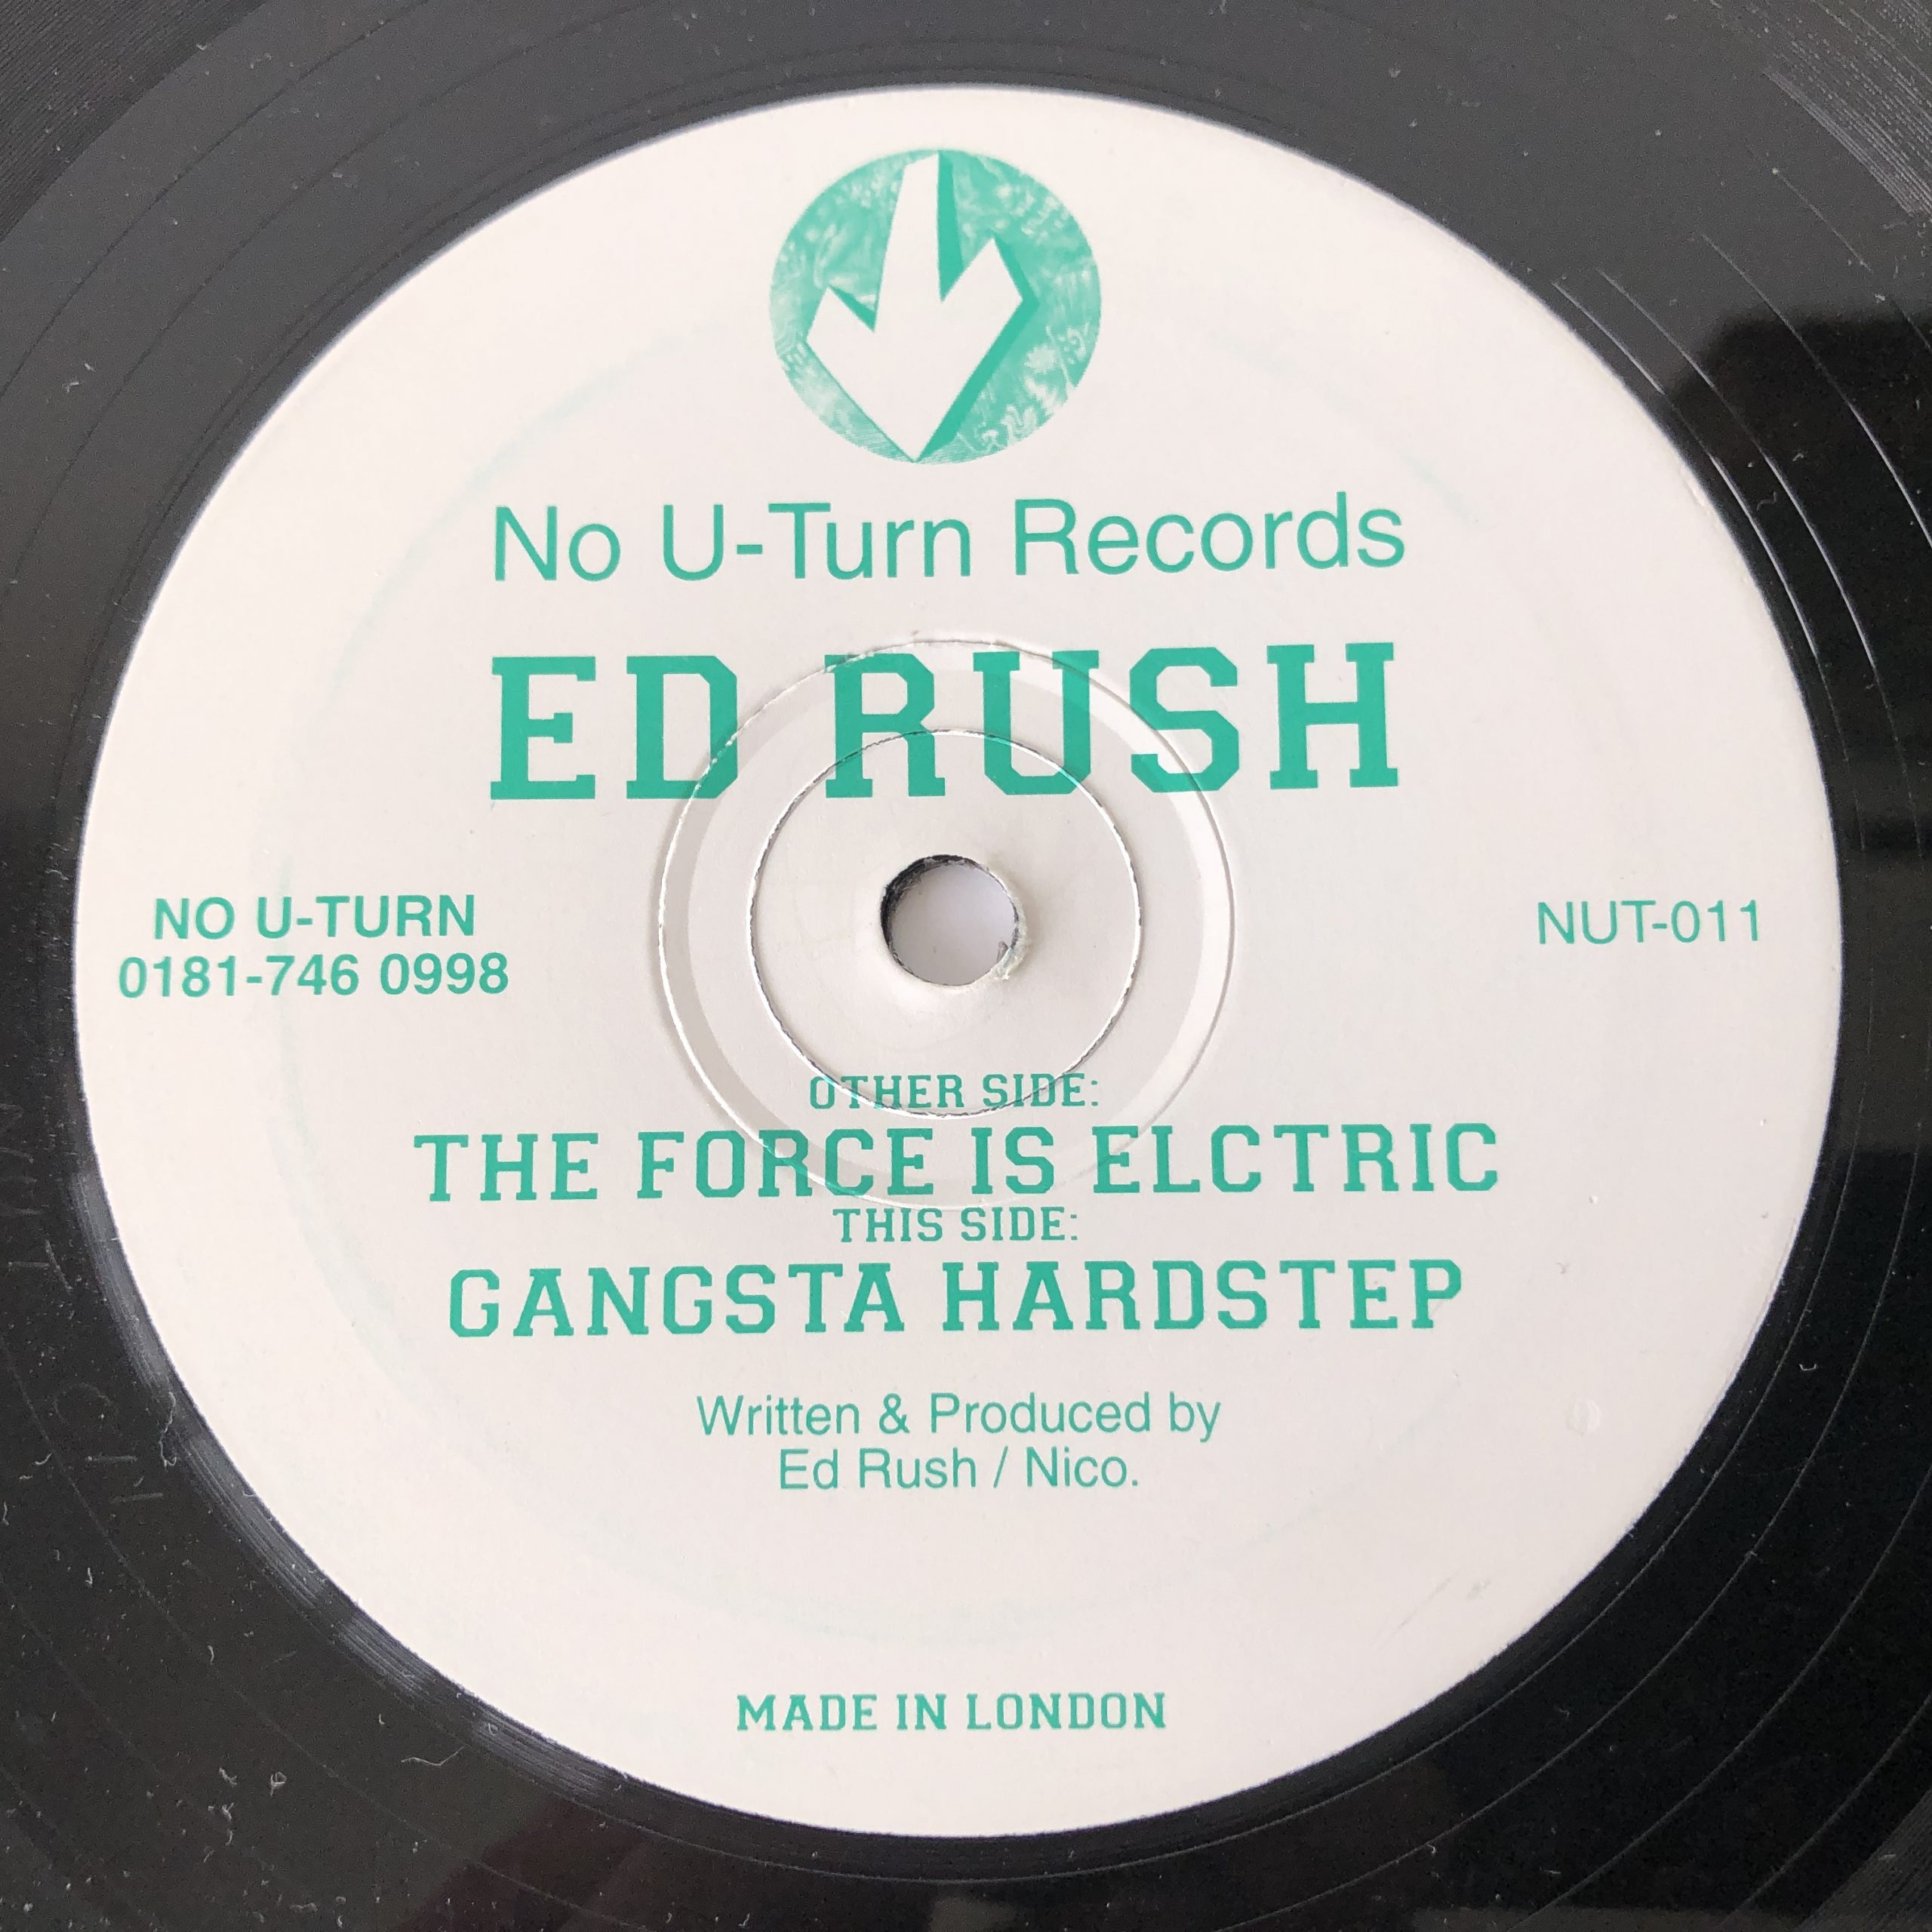 No U-Turn Records
ED RUSH
NO U-TURN
0181-746 0998
NUT-011
OTHER SIDE:
THE FORCE IS ELCTRIC
THIS SIDE:
GANGSTA HARDSTEP
Written & Produced by
Ed Rush / Nico.
MADE IN LONDON